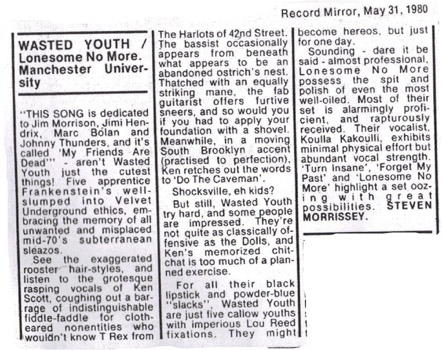 Record Mirror, May 31, 1980
WASTED YOUTH /
Lonesome No More.
Manchester Univer-
sity
"THIS SONG is dedicated
to Jim Morrison, Jimi Hen-
drix, Marc Bolan and
Johnny Thunders, and it's
called 'My Friends Are
Dead'" - aren't Wasted
Youth just the cutest
things! Five apprentice
Frankenstein's well-
slumped into Velvet
Underground ethics, em-
bracing the memory of all
unwanted and misplaced
mid-70's subterranean
sleazos.
See the exaggerated
rooster hair-styles, and
listen to the grotesque
rasping vocals of Ken
Scott, coughing out a bar-
rage of indistinguishable
fiddle-faddle for cloth-
eared nonentities who
wouldn't know T Rex from
The Harlots of 42nd Street.
The bassist occasionally
appears from beneath
what appears to be an
abandoned ostrich's nest.
Thatched with an equally
striking mane, the fab
guitarist offers furtive
sneers, and so would you
if you had to apply your
foundation with a shovel.
Meanwhile, in a moving
South Brooklyn accent
(practised to perfection),
Ken retches out the words
to 'Do The Caveman'.
Shocksville, eh kids?
But still, Wasted Youth
try hard, and some people
are impressed. They're
not quite as classically of-
fensive as the Dolls, and
Ken's memorized chit-
chat is too much of a plan-
ned exercise.
For all their black
lipstick and powder-blue
"slacks", Wasted Youth
are just five callow youths
with imperious Lou Reed
fixations. They might
become hereos, but just
for one day.
Sounding - dare it be
said - almost professional,
Lonesome No More
possess the spit and
polish of even the most
well-oiled. Most of their
set is alarmingly profi-
cient, and rapturously
received. Their vocalist,
Koulla Kakoulli, exhibits
minimal physical effort but
abundant vocal strength.
'Turn Insane', 'Forget My
Past' and 'Lonesome No
More' highlight a set ooz-
ing with great
possibilities. STEVEN
MORRISSEY.